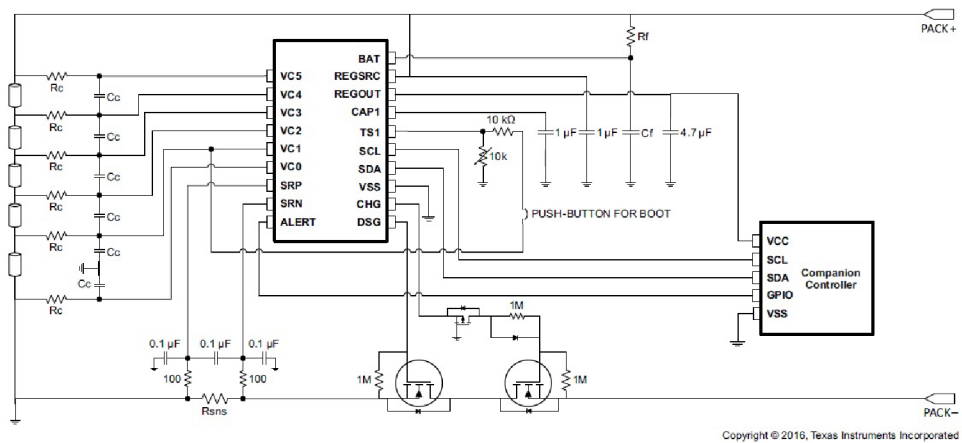 PACK+
Rf
BAT
VC5 REGSRC
Rc
Cc
VC4 REGOUT
Rc
Cc
VC3 CAP1
10 kΩ
1 µF 1 µF Cf 4.7 µF
VC2 TS1
Rc
Cc
VC1 SCL
10k
VC0 SDA
Rc
Cc
SRP VSS
SRN CHG
PUSH-BUTTON FOR BOOT
ALERT DSG
Rc
Cc
VCC
SCL
SDA
GPIO
VSS
Companion
Controller
Cc
Rc
1M
0.1 µF 0.1 µF 0.1 µF
100 100
1M 1M
Rsns
PACK–
Copyright © 2016, Texas Instruments Incorporated